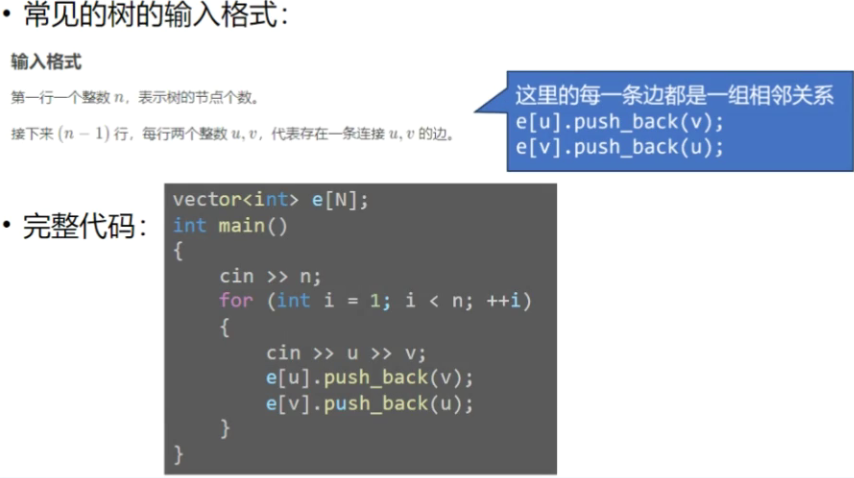 • 常见的树的输入格式：
输入格式
第一行一个整数 n，表示树的节点个数。
接下来 (n − 1) 行，每行两个整数 u, v，代表存在一条连接 u, v 的边。
这里的每一条边都是一组相邻关系
e[u].push_back(v);
e[v].push_back(u);
• 完整代码：
vector<int> e[N];
int main()
{
    cin >> n;
    for (int i = 1; i < n; ++i)
    {
        cin >> u >> v;
        e[u].push_back(v);
        e[v].push_back(u);
    }
}